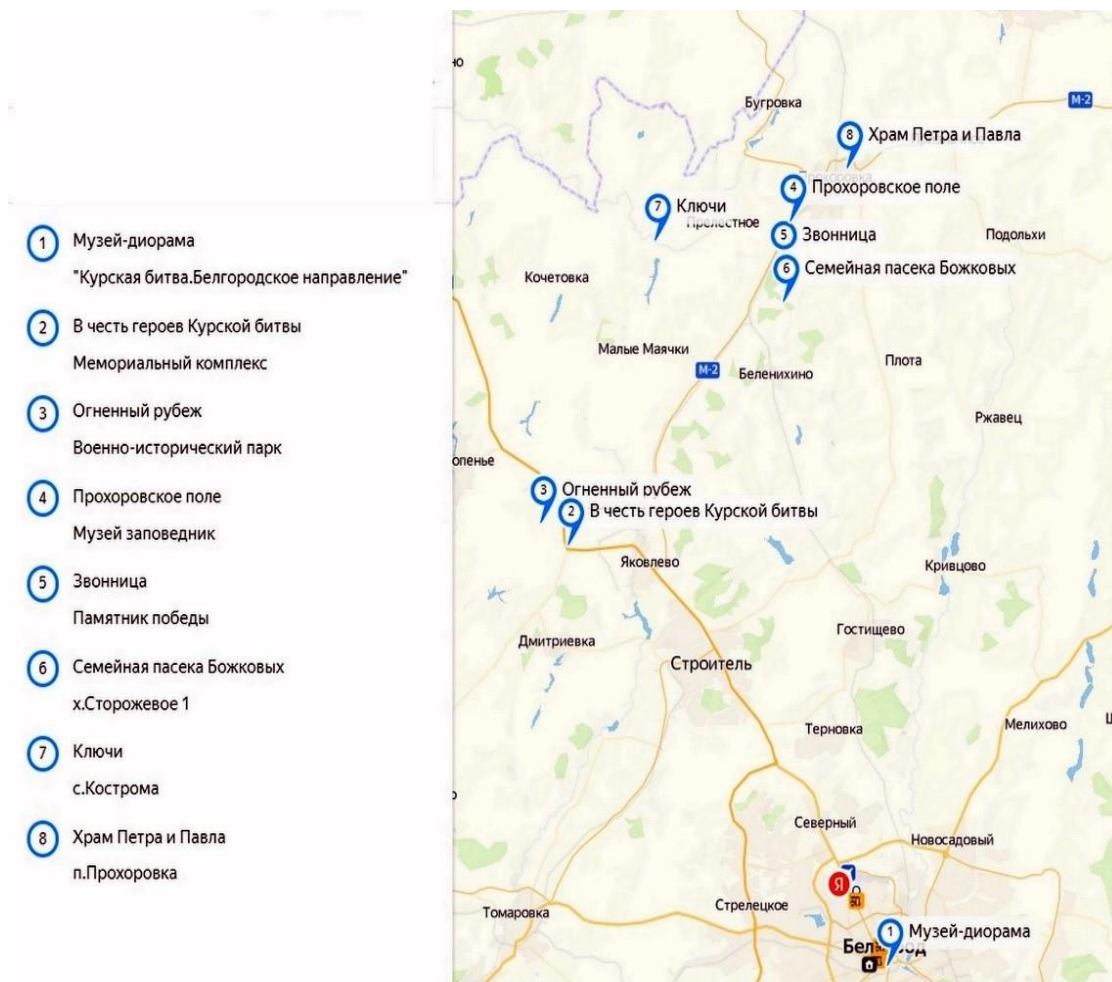 1
Музей-диорама
"Курская битва.Белгородское направление"
2
В честь героев Курской битвы
Мемориальный комплекс
3
Огненный рубеж
Военно-исторический парк
4
Прохоровское поле
Музей заповедник
5
Звонница
Памятник победы
6
Семейная пасека Божковых
х.Сторожевое 1
7
Ключи
с.Кострома
8
Храм Петра и Павла
п.Прохоровка
но
Бугровка
М-2
8 Храм Петра и Павла
Прохоровка
4 Прохоровское поле
7 Ключи
Прелестное
5 Звонница
Подольхи
6 Семейная пасека Божковых
Кочетовка
Малые Маячки
М-2
Беленихино
Плота
Ржавец
опенье
3 Огненный рубеж
2 В честь героев Курской битвы
Яковлево
Кривцово
Дмитриевка
Гостищево
Строитель
Терновка
Мелихово
Северный
Новосадовый
Я
Томаровка
Стрелецкое
1 Музей-диорама